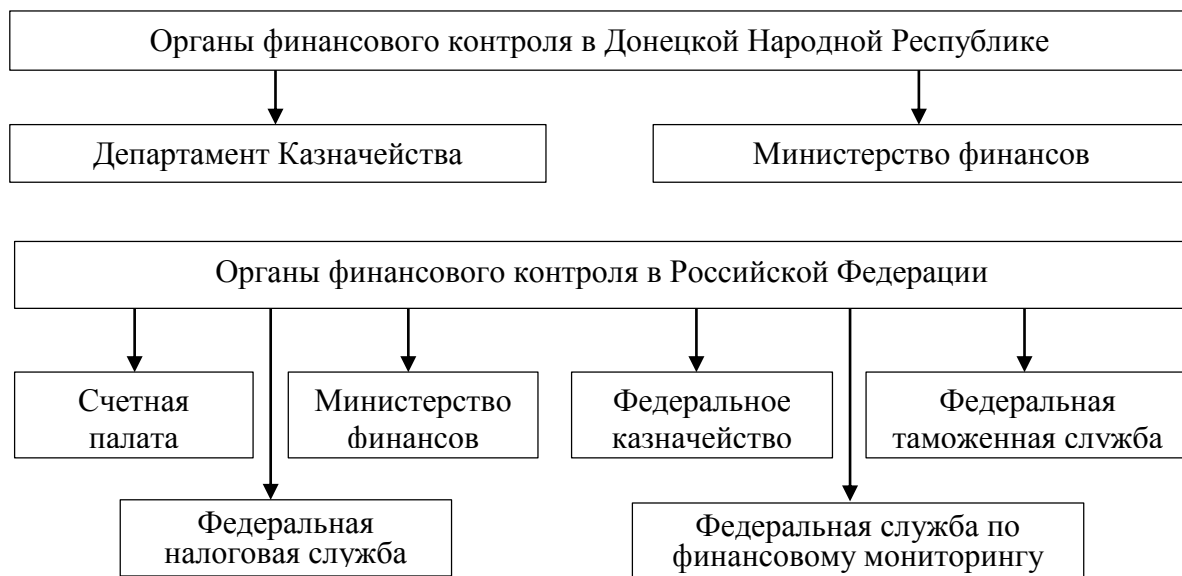 Органы финансового контроля в Донецкой Народной Республике
Департамент Казначейства
Министерство финансов
Органы финансового контроля в Российской Федерации
Счетная
палата
Министерство
финансов
Федеральное
казначейство
Федеральная
таможенная служба
Федеральная
налоговая служба
Федеральная служба по
финансовому мониторингу